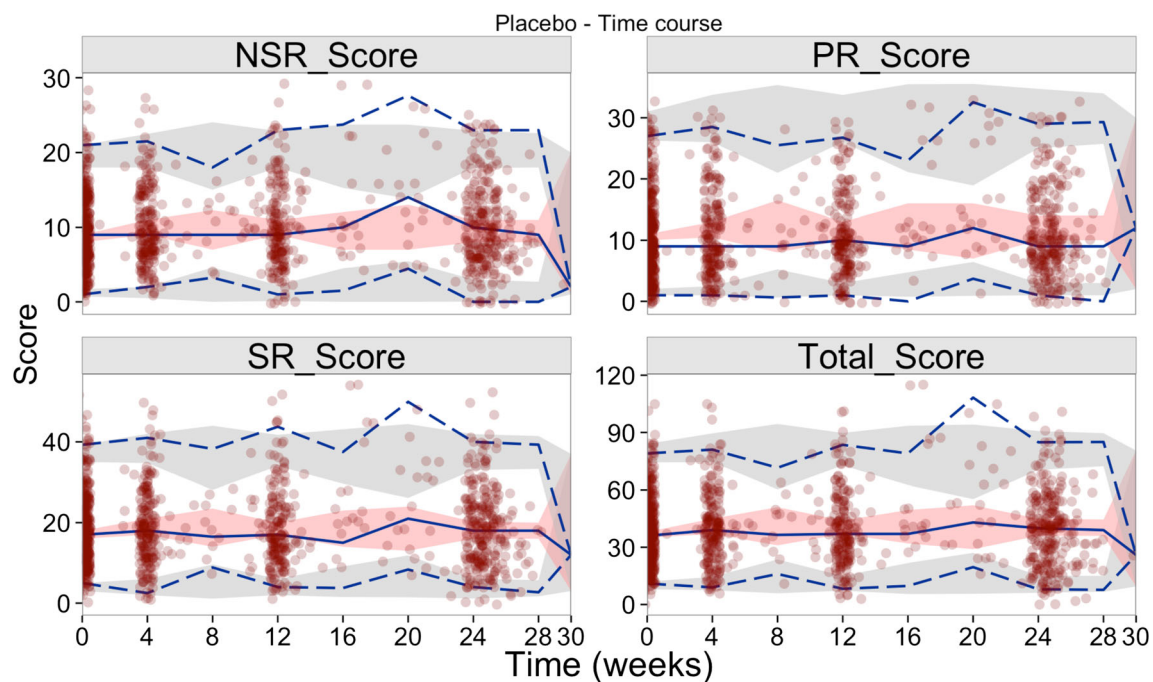 Placebo - Time course
NSR_Score
PR_Score
30
20
10
0
30
20
10
0
SR_Score
Total_Score
40
20
0
120
90
60
30
0
0 4 8 12 16 20 24 28 30
0 4 8 12 16 20 24 28 30
Score
Time (weeks)